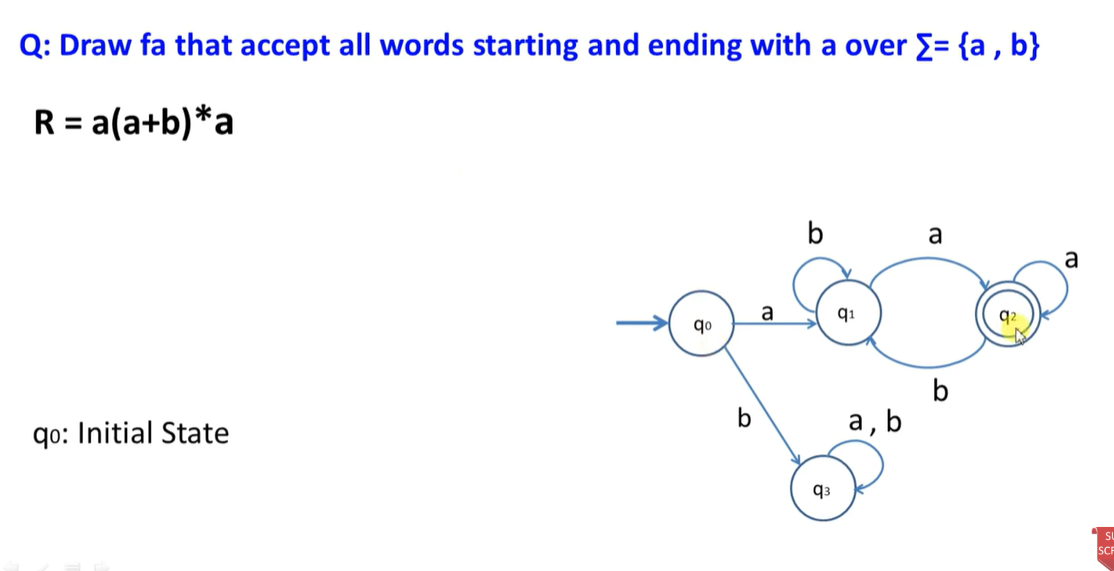 Q: Draw fa that accept all words starting and ending with a over ∑= {a , b}
R = a(a+b)*a
b
a
a
q0
a
q1
q2
b
b
a , b
q0: Initial State
q3